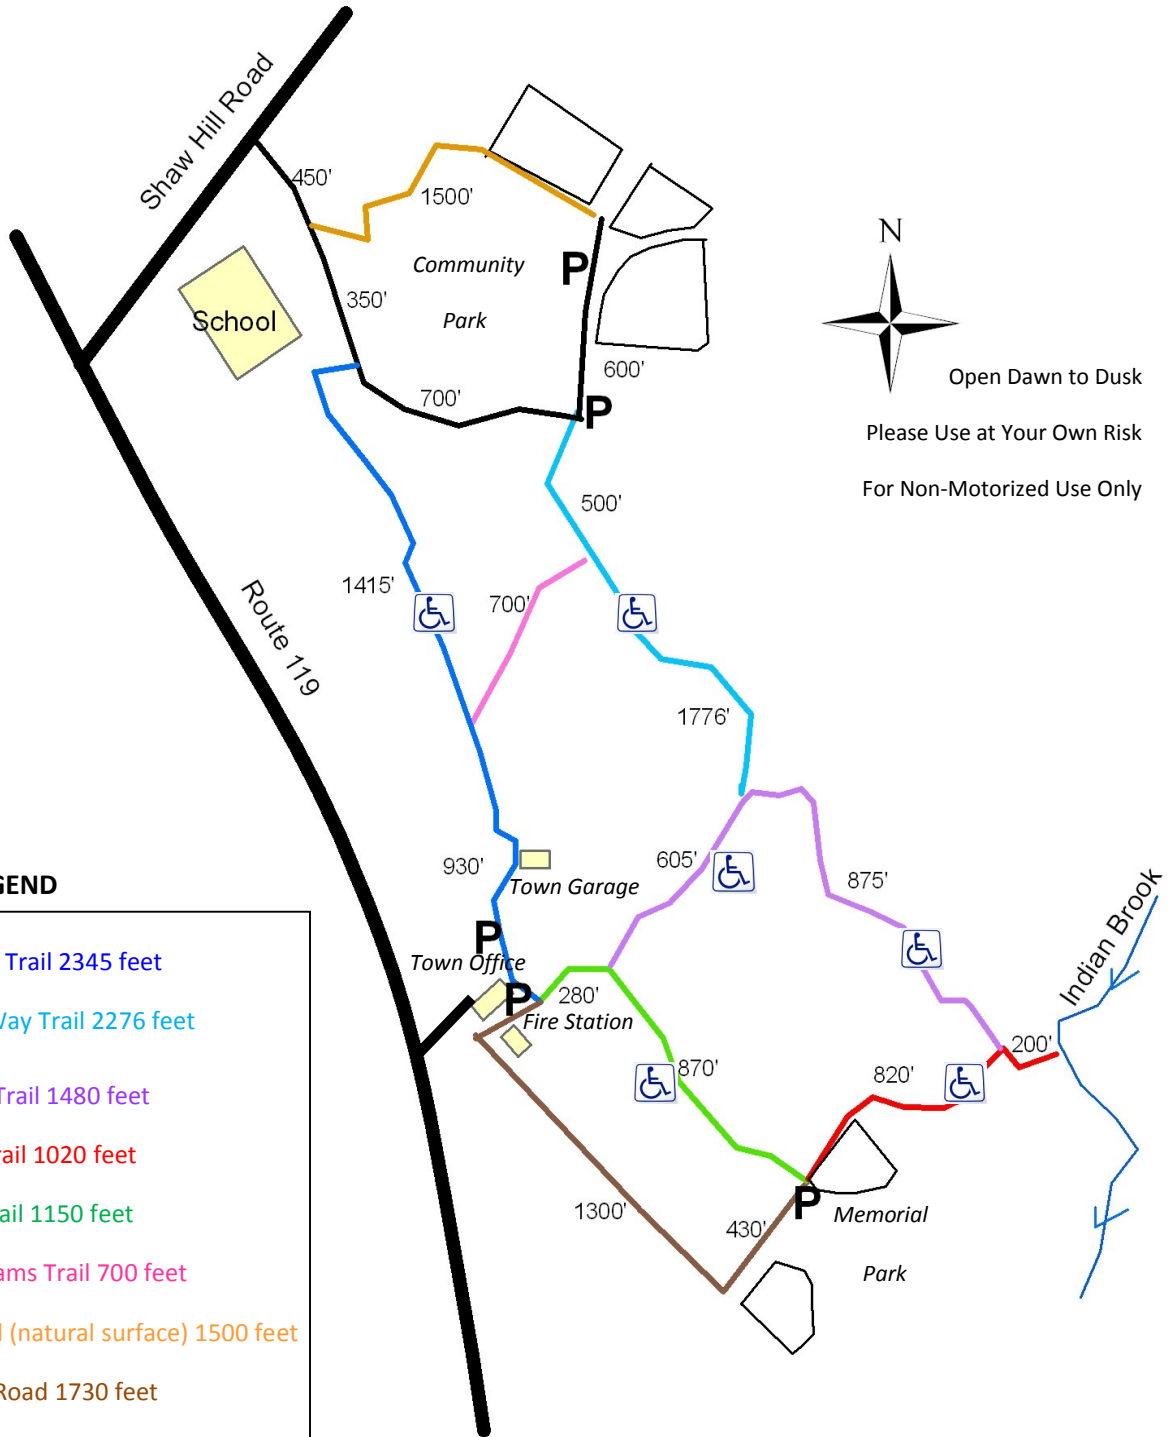 Shaw Hill Road
450'
1500'
Community
Park
P
School
350'
600'
700'
P
N
Open Dawn to Dusk
Please Use at Your Own Risk
For Non-Motorized Use Only
500'
1415'
700'
Route 119
1776'
930'
Town Garage
605'
875'
Indian Brook
P
Town Office
P
280'
Fire Station
870'
820'
200'
1300'
430'
P
Memorial
Park
GEND
Trail 2345 feet
Way Trail 2276 feet
Trail 1480 feet
rail 1020 feet
ail 1150 feet
ams Trail 700 feet
l (natural surface) 1500 feet
Road 1730 feet